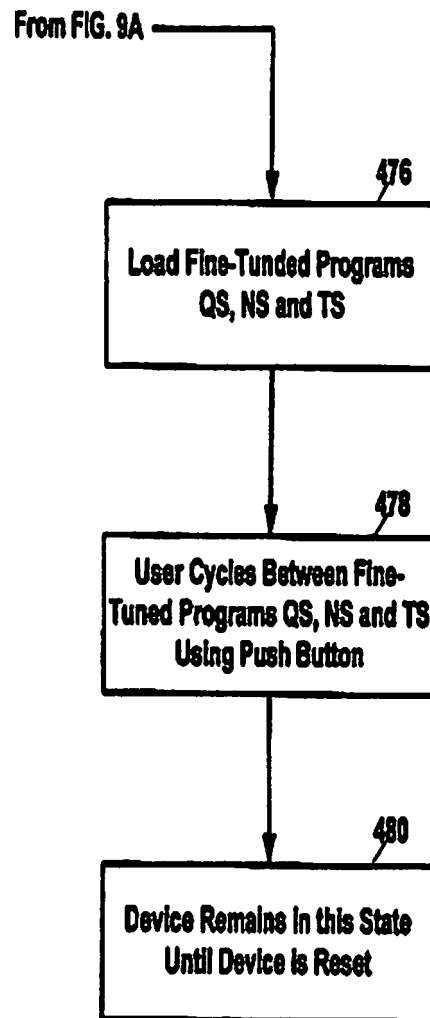 From FIG. 9A
476
Load Fine-Tunded Programs
QS, NS and TS
478
User Cycles Between Fine-
Tuned Programs QS, NS and TS
Using Push Button
480
Device Remains in this State
Until Device is Reset